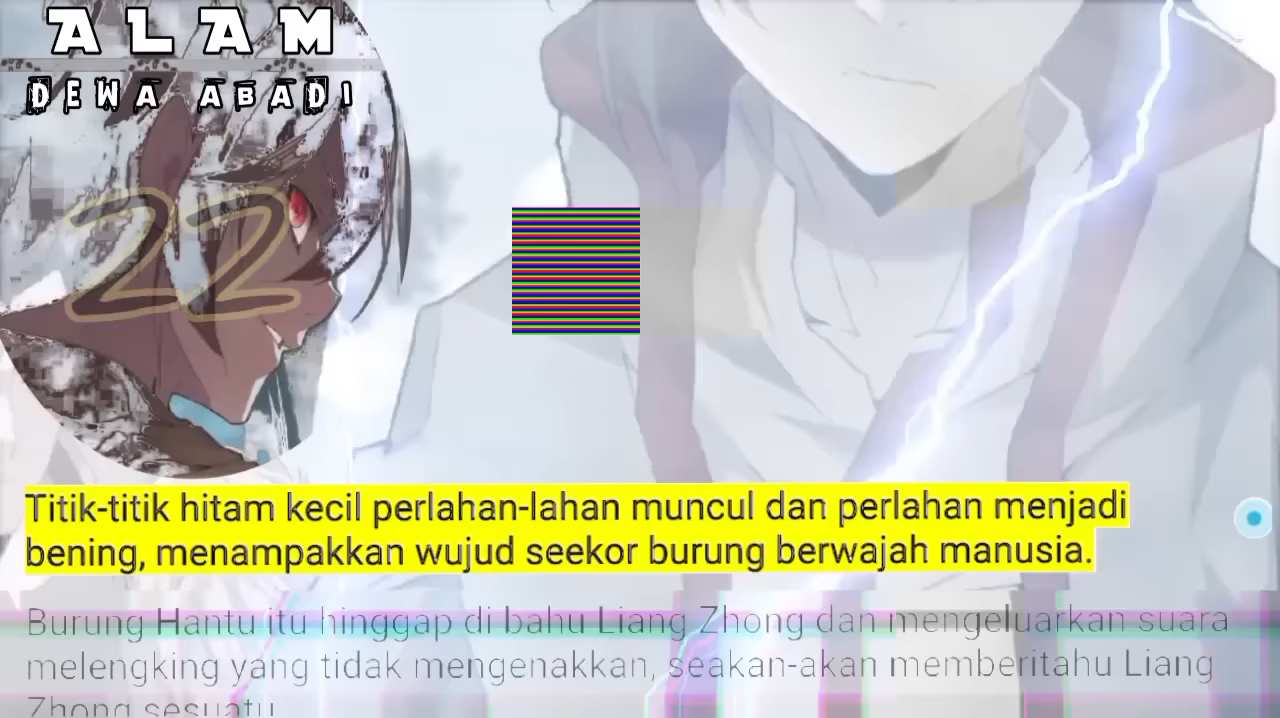 ALAM
DEWA ABADI
22
Titik-titik hitam kecil perlahan-lahan muncul dan perlahan menjadi
bening, menampakkan wujud seekor burung berwajah manusia.
Burung Hantu itu hinggap di bahu Liang Zhong dan mengeluarkan suara
melengking yang tidak mengenakkan, seakan-akan memberitahu Liang
Zhong sesuatu.